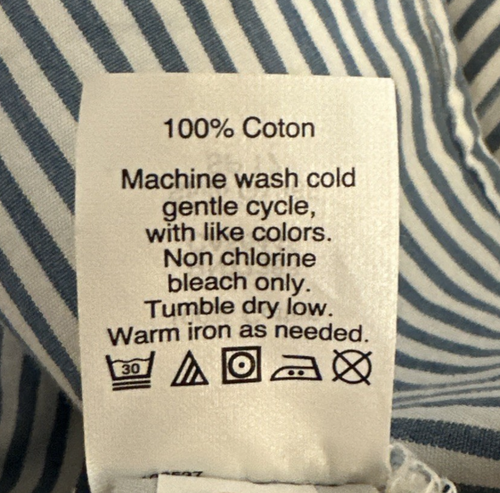 100% Coton
Machine wash cold
gentle cycle,
with like colors.
Non chlorine
bleach only.
Tumble dry low.
Warm iron as needed.
30